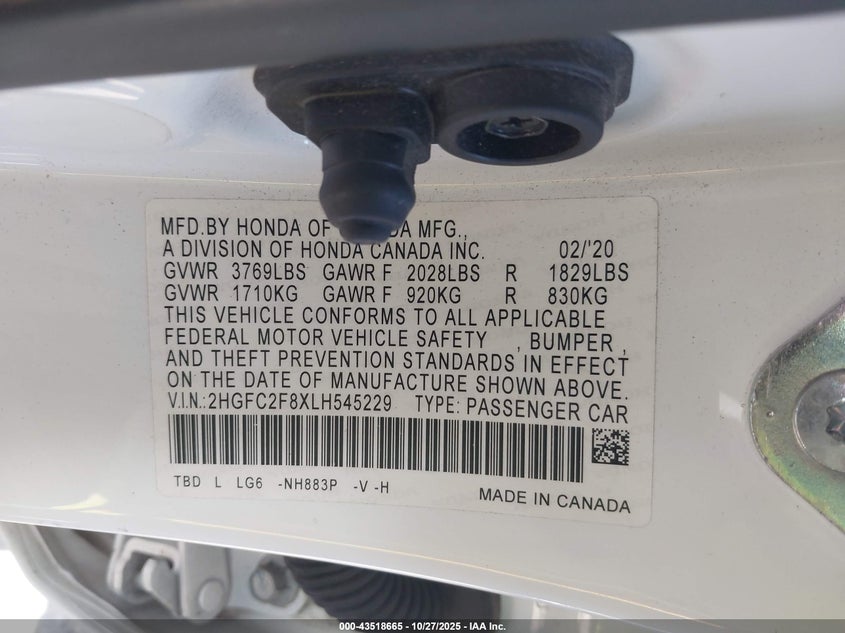 MFD.BY HONDA OF DA MFG.,
A DIVISION OF HONDA CANADA INC. 02/'20
GVWR 3769LBS GAWR F 2028LBS R 1829LBS
GVWR 1710KG GAWR F 920KG R 830KG
THIS VEHICLE CONFORMS TO ALL APPLICABLE
FEDERAL MOTOR VEHICLE SAFETY , BUMPER ,
AND THEFT PREVENTION STANDARDS IN EFFECT
ON THE DATE OF MANUFACTURE SHOWN ABOVE.
V.I.N.:2HGFC2F8XLH545229 TYPE: PASSENGER CAR
TBD L LG6 -NH883P -V -H
MADE IN CANADA
000-43518665 - 10/27/2025 - IAA Inc.